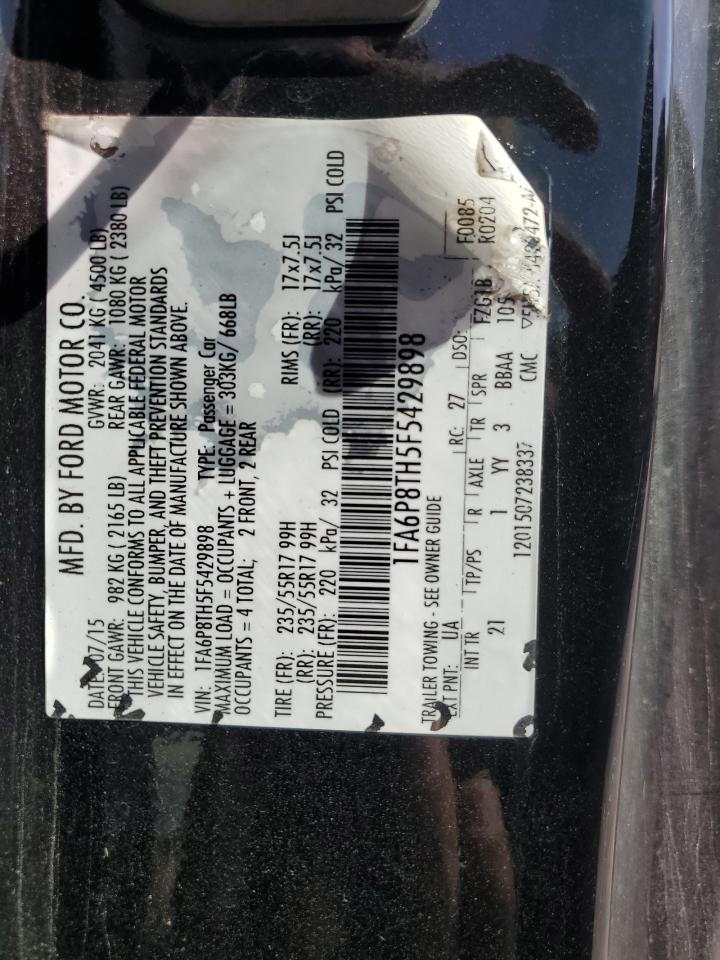 MFD. BY FORD MOTOR CO.
DATE: 07/15 GVWR: 2041 KG ( 4500 LB)
FRONT GAWR: 982 KG ( 2165 LB) REAR GAWR: 1080 KG ( 2380 LB)
THIS VEHICLE CONFORMS TO ALL APPLICABLE FEDERAL MOTOR
VEHICLE SAFETY, BUMPER, AND THEFT PREVENTION STANDARDS
IN EFFECT ON THE DATE OF MANUFACTURE SHOWN ABOVE.
VIN: 1FA6P8TH5F5429898 TYPE: Passenger Car
MAXIMUM LOAD = OCCUPANTS + LUGGAGE = 303KG/ 668LB
OCCUPANTS = 4 TOTAL; 2 FRONT, 2 REAR
TIRE (FR): 235/55R17 99H RIMS (FR): 17x7.5J
(RR): 235/55R17 99H (RR): 17x7.5J
PRESSURE (FR): 220 kPa/ 32 PSI COLD (RR): 220 kPa/ 32 PSI COLD
1FA6P8TH5F5429898
TRAILER TOWING - SEE OWNER GUIDE
EXT PNT: UA RC: 27 DSO: F0085
INT TR TP/PS R AXLE TR SPR R0204
21 1 YY 3 BBAA
1201507238337 CMC